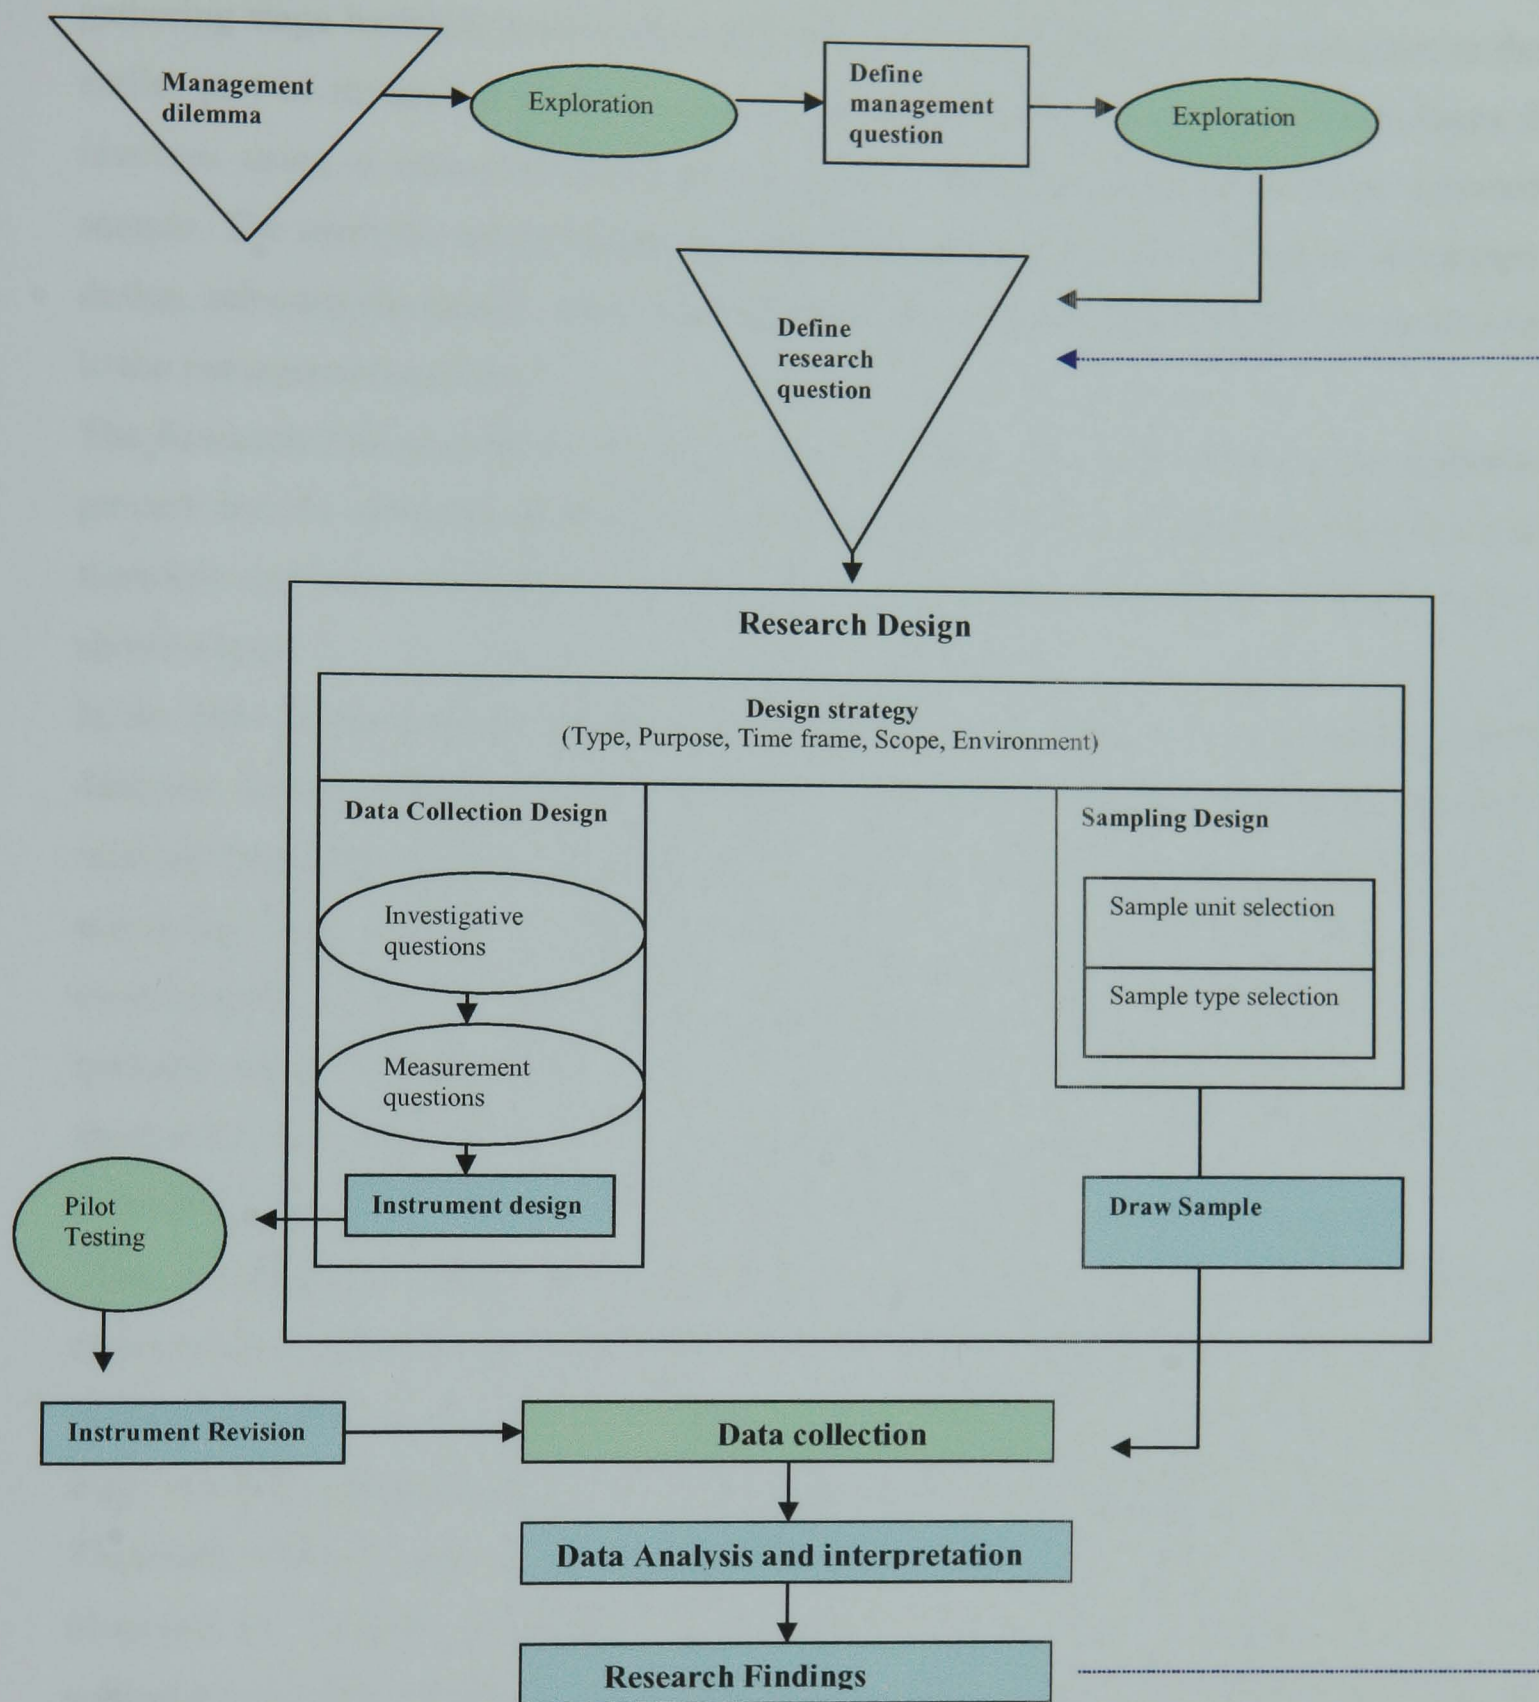 Management
dilemma
Exploration
Define
management
question
Exploration
Define
research
question
Research Design
Design strategy
(Type, Purpose, Time frame, Scope, Environment)
Data Collection Design
Sampling Design
Investigative
questions
Sample unit selection
Sample type selection
Measurement
questions
Instrument design
Draw Sample
Pilot
Testing
Instrument Revision
Data collection
Data Analysis and interpretation
Research Findings